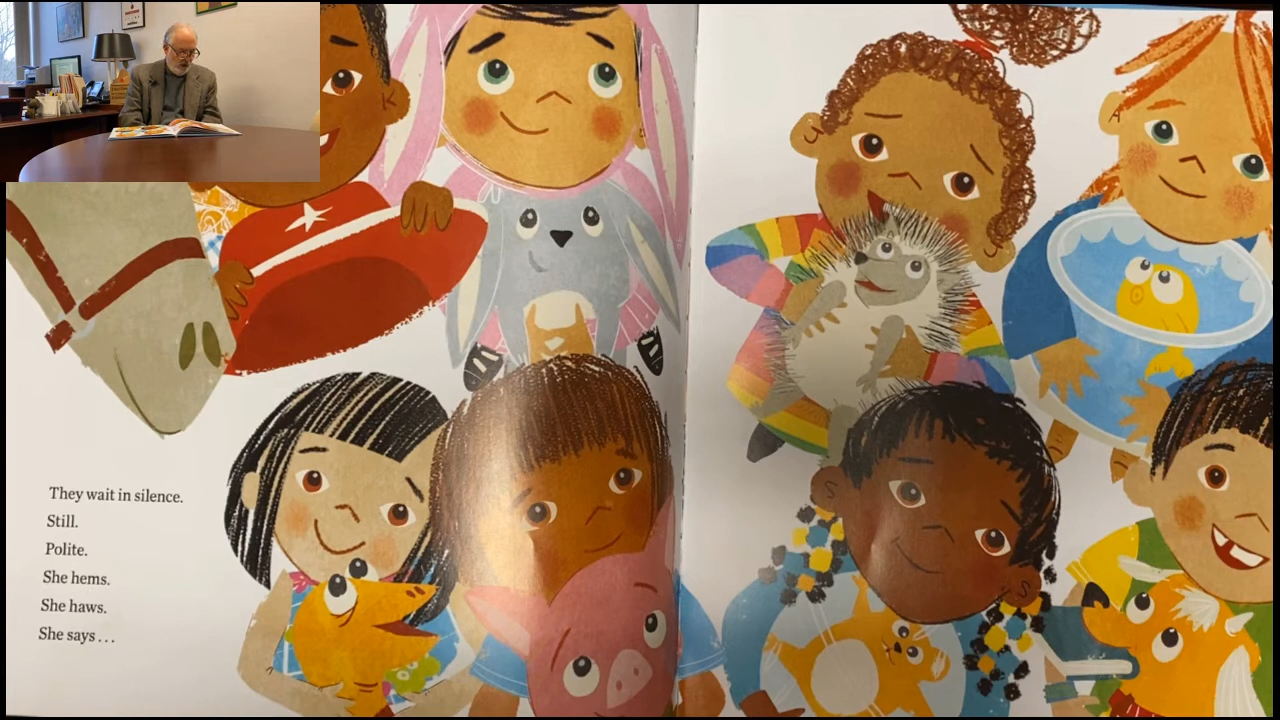 They wait in silence.
Still.
Polite.
She hems.
She haws.
She says . . .